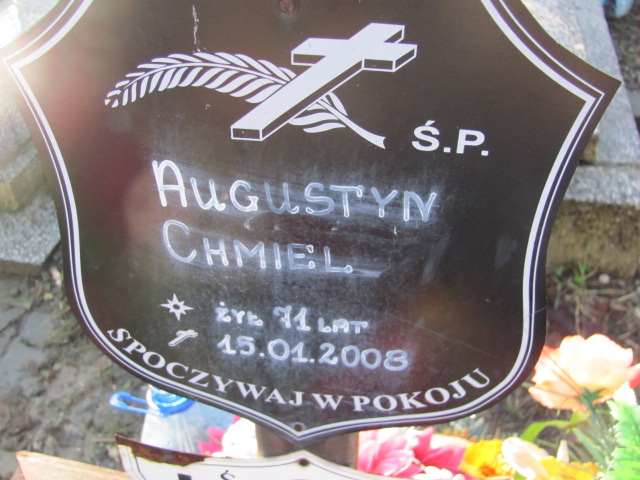 Ś.P.
AUGUSTYN
CHMIEL
ŻYŁ 71 LAT
15.01.2008
SPOCZYWAJ W POKOJU